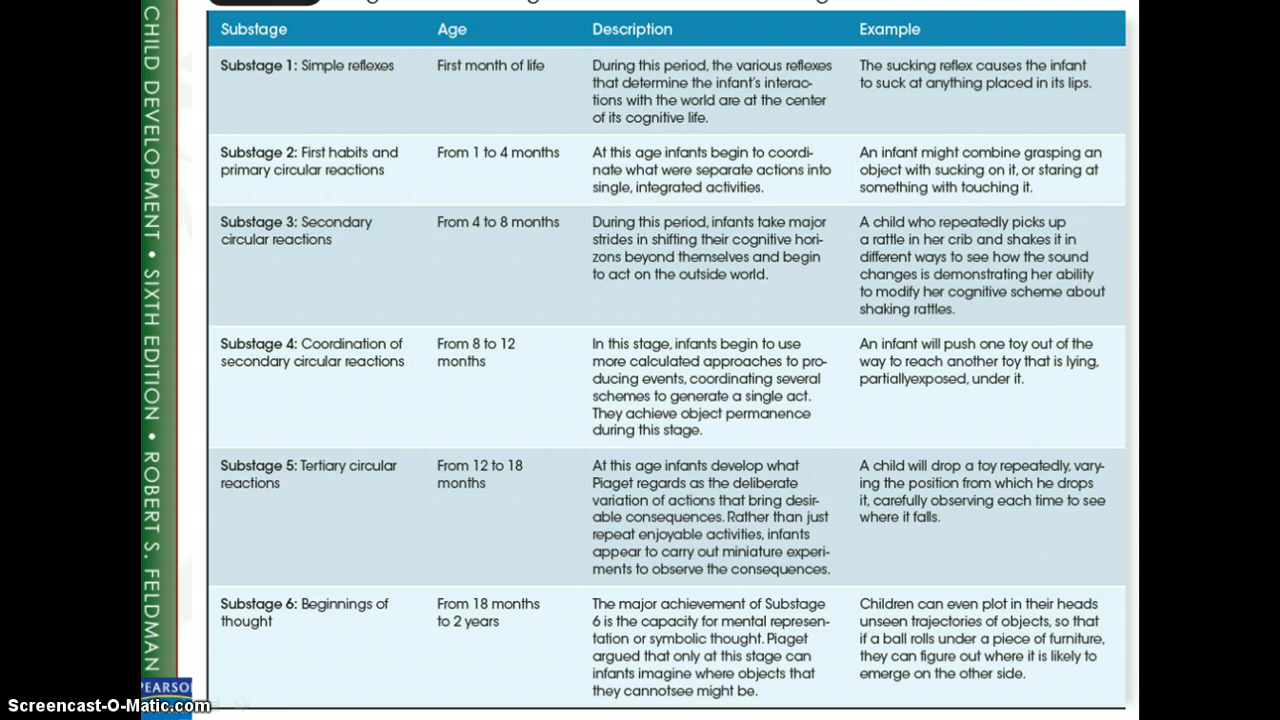 CHILD DEVELOPMENT • SIXTH EDITION • ROBERT S. FELDMAN
Substage Age Description Example
Substage 1: Simple reflexes
First month of life
During this period, the various reflexes
that determine the infant's interac-
tions with the world are at the center
of its cognitive life.
The sucking reflex causes the infant
to suck at anything placed in its lips.
Substage 2: First habits and
primary circular reactions
From 1 to 4 months
At this age infants begin to coordi-
nate what were separate actions into
single, integrated activities.
An infant might combine grasping an
object with sucking on it, or staring at
something with touching it.
Substage 3: Secondary
circular reactions
From 4 to 8 months
During this period, infants take major
strides in shifting their cognitive hori-
zons beyond themselves and begin
to act on the outside world.
A child who repeatedly picks up
a rattle in her crib and shakes it in
different ways to see how the sound
changes is demonstrating her ability
to modify her cognitive scheme about
shaking rattles.
Substage 4: Coordination of
secondary circular reactions
From 8 to 12
months
In this stage, infants begin to use
more calculated approaches to pro-
ducing events, coordinating several
schemes to generate a single act.
They achieve object permanence
during this stage.
An infant will push one toy out of the
way to reach another toy that is lying,
partiallyexposed, under it.
Substage 5: Tertiary circular
reactions
From 12 to 18
months
At this age infants develop what
Piaget regards as the deliberate
variation of actions that bring desir-
able consequences. Rather than just
repeat enjoyable activities, infants
appear to carry out miniature experi-
ments to observe the consequences.
A child will drop a toy repeatedly, vary-
ing the position from which he drops
it, carefully observing each time to see
where it falls.
Substage 6: Beginnings of
thought
From 18 months
to 2 years
The major achievement of Substage
6 is the capacity for mental represen-
tation or symbolic thought. Piaget
argued that only at this stage can
infants imagine where objects that
they cannotsee might be.
Children can even plot in their heads
unseen trajectories of objects, so that
if a ball rolls under a piece of furniture,
they can figure out where it is likely to
emerge on the other side.
PEARSO
Screencast-O-Matic.com